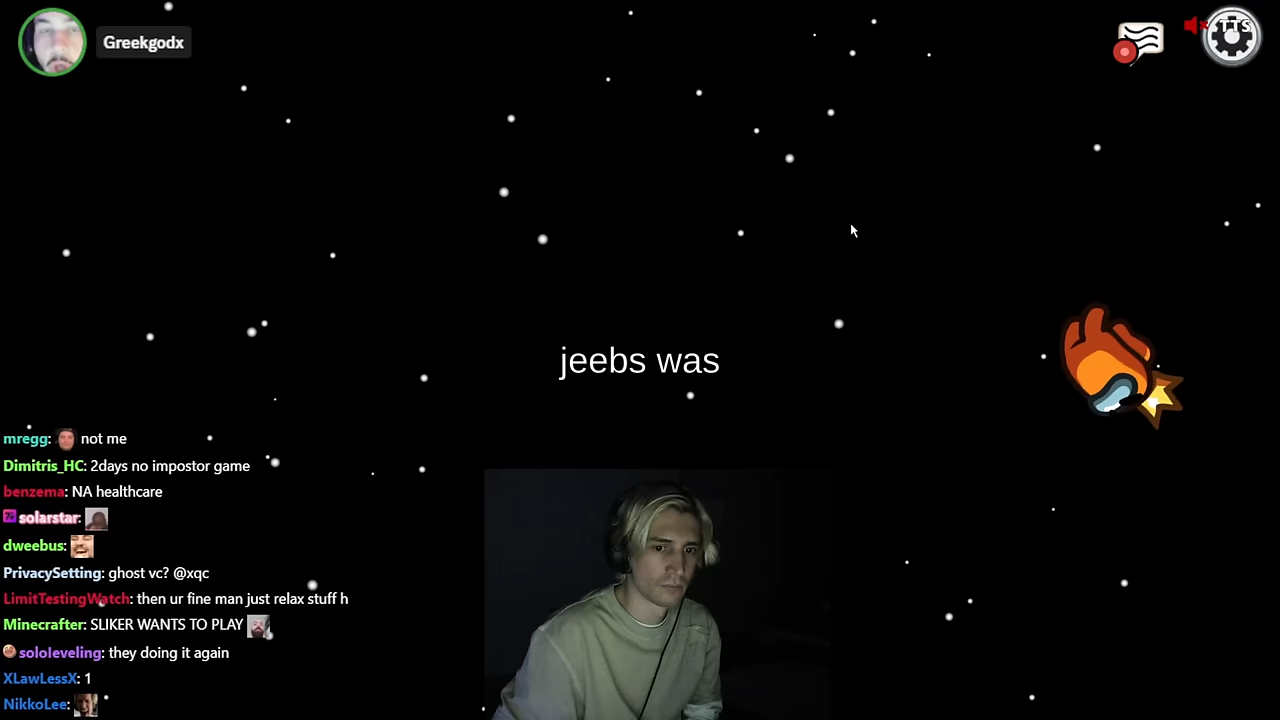 Greekgodx
TTS
jeebs was
mregg: not me
Dimitris_HC: 2days no impostor game
benzema: NA healthcare
solarstar:
dweebus:
PrivacySetting: ghost vc? @xqc
LimitTestingWatch: then ur fine man just relax stuff h
Minecrafter: SLIKER WANTS TO PLAY
sololeveling: they doing it again
XLawLessX: 1
NikkoLee: